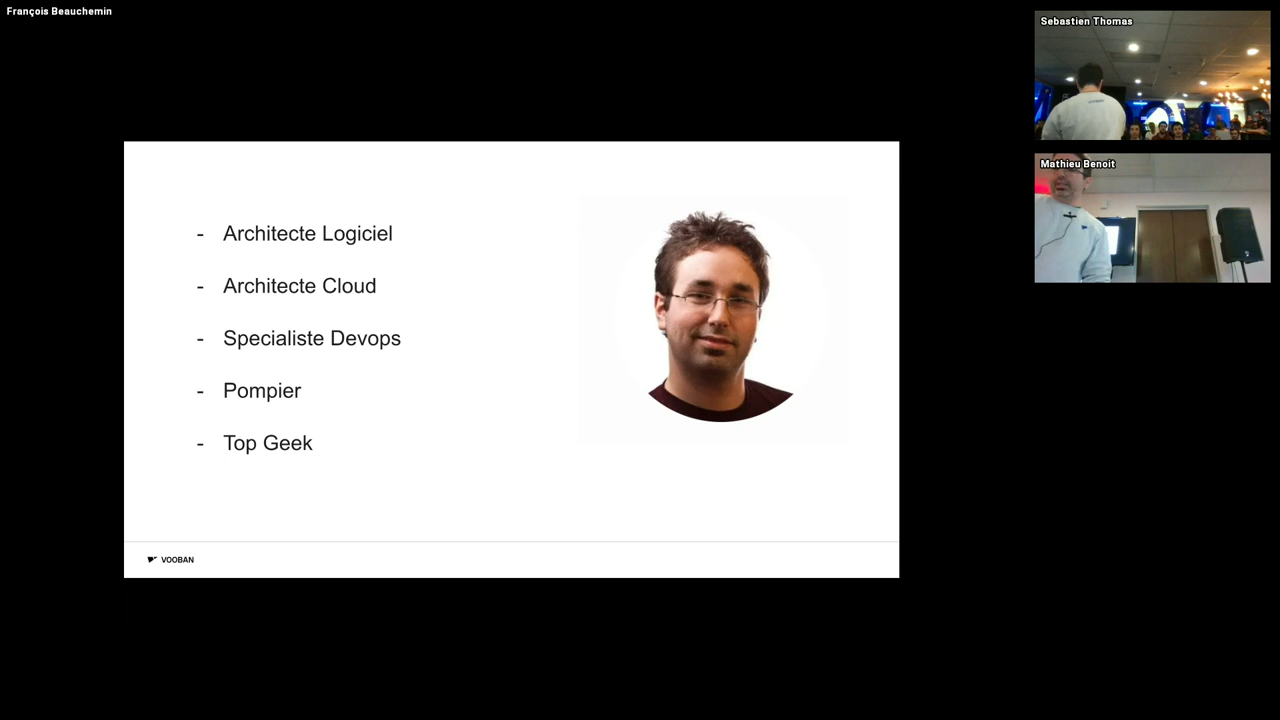 François Beauchemin
Sebastien Thomas
Mathieu Benoit
- Architecte Logiciel
- Architecte Cloud
- Specialiste Devops
- Pompier
- Top Geek
VOOBAN